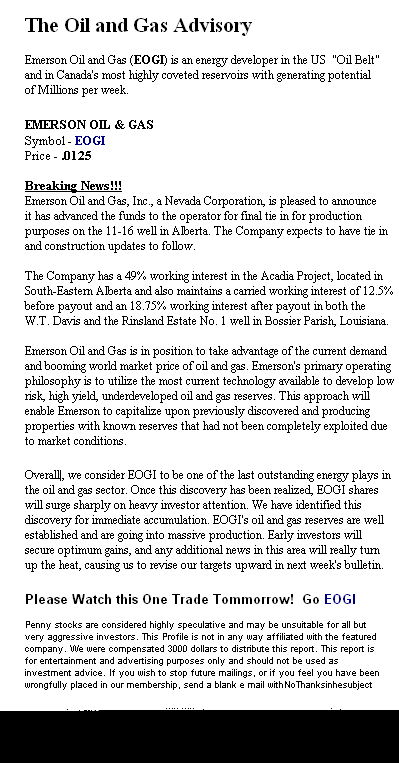 The Oil and Gas Advisory
Emerson Oil and Gas (EOGI) is an energy developer in the US "Oil Belt"
and in Canada's most highly coveted reservoirs with generating potential
of Millions per week.
EMERSON OIL & GAS
Symbol - EOGI
Price - .0125
Breaking News!!!
Emerson Oil and Gas, Inc., a Nevada Corporation, is pleased to announce
it has advanced the funds to the operator for final tie in for production
purposes on the 11-16 well in Alberta. The Company expects to have tie in
and construction updates to follow.
The Company has a 49% working interest in the Acadia Project, located in
South-Eastern Alberta and also maintains a carried working interest of 12.5%
before payout and an 18.75% working interest after payout in both the
W.T. Davis and the Rinsland Estate No. 1 well in Bossier Parish, Louisiana.
Emerson Oil and Gas is in position to take advantage of the current demand
and booming world market price of oil and gas. Emerson's primary operating
philosophy is to utilize the most current technology available to develop low
risk, high yield, underdeveloped oil and gas reserves. This approach will
enable Emerson to capitalize upon previously discovered and producing
properties with known reserves that had not been completely exploited due
to market conditions.
Overall, we consider EOGI to be one of the last outstanding energy plays in
the oil and gas sector. Once this discovery has been realized, EOGI shares
will surge sharply on heavy investor attention. We have identified this
discovery for immediate accumulation. EOGI's oil and gas reserves are well
established and are going into massive production. Early investors will
secure optimum gains, and any additional news in this area will really turn
up the heat, causing us to revise our targets upward in next week's bulletin.
Please Watch this One Trade Tommorrow! Go EOGI
Penny stocks are considered highly speculative and may be unsuitable for all but
very aggressive investors. This Profile is not in any way affiliated with the featured
company. We were compensated 3000 dollars to distribute this report. This report is
for entertainment and advertising purposes only and should not be used as
investment advice. If you wish to stop future mailings, or if you feel you have been
wrongfully placed in our membership, send a blank e mail withNoThanksinthesubject